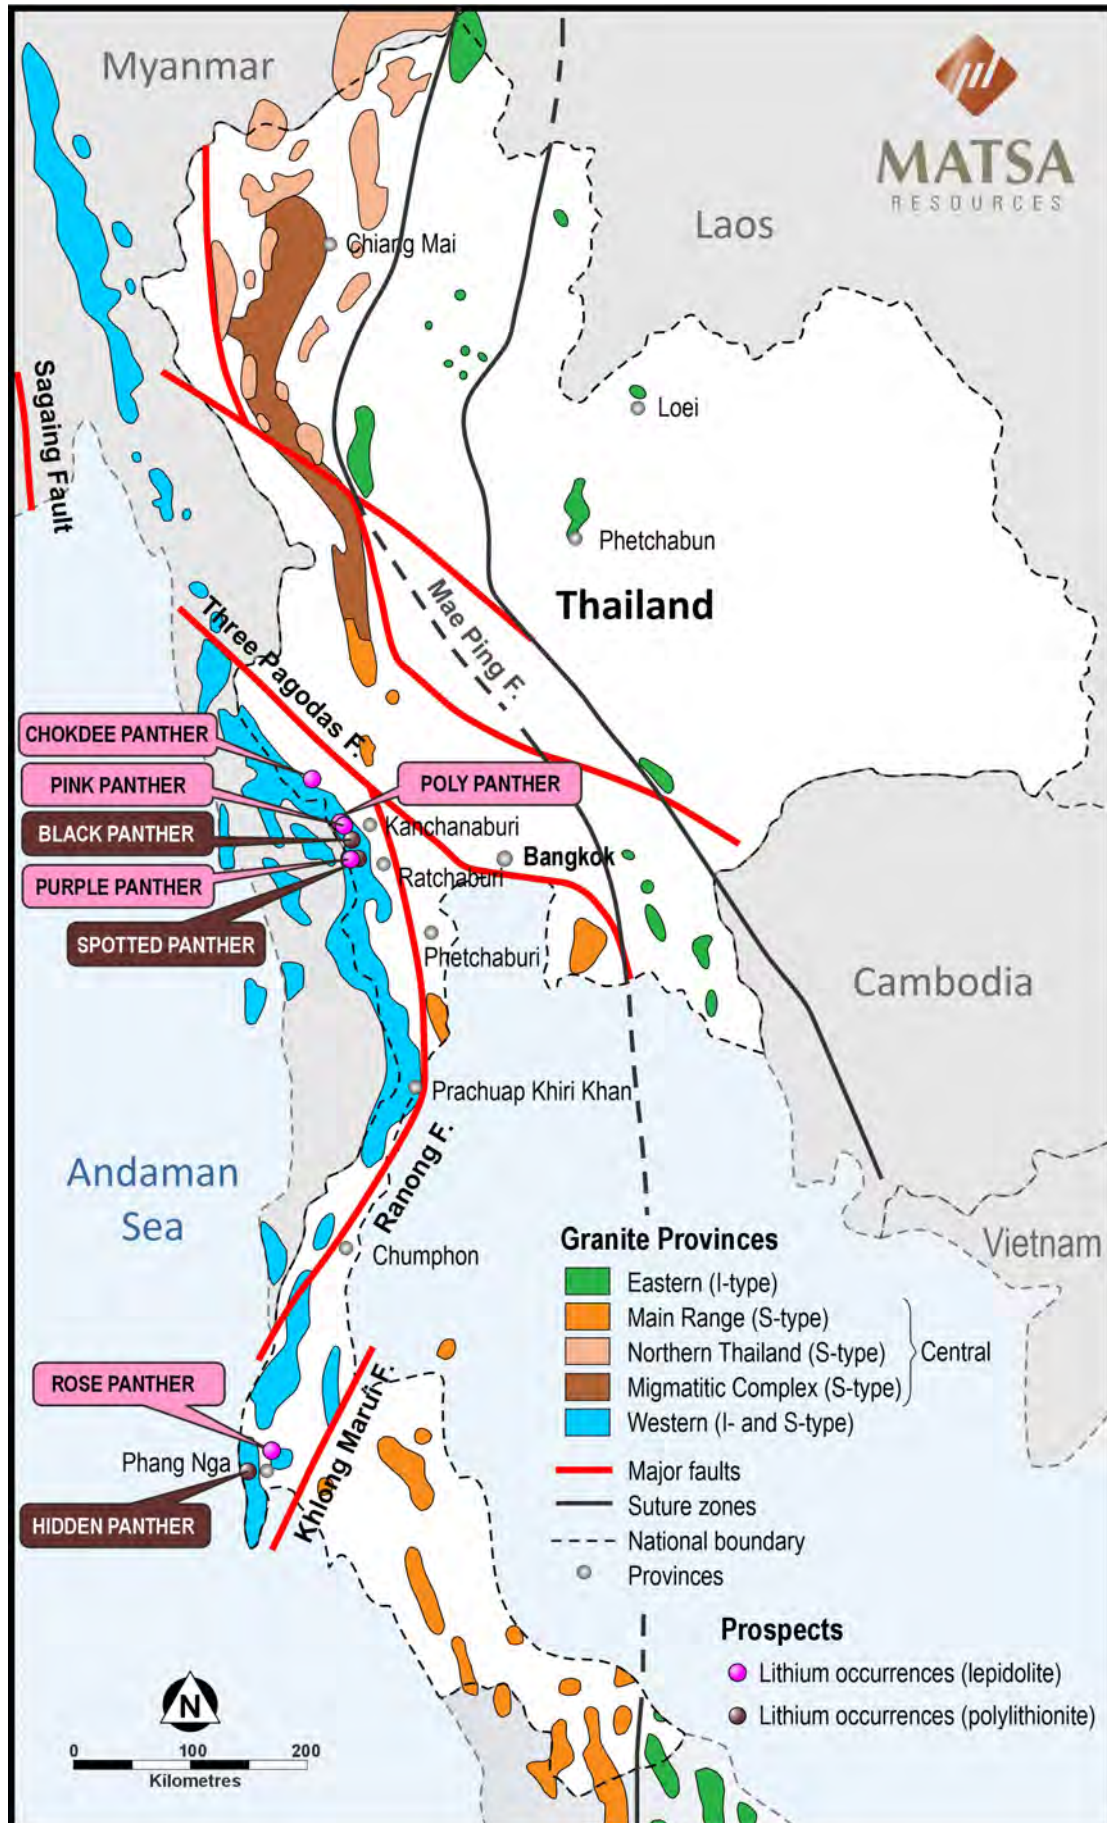 Myanmar
MATSA
RESOURCES
Laos
Chiang Mai
Sagaing Fault
Loei
Phetchabun
Thailand
Mae Ping F.
Three Pagodas F.
CHOKDEE PANTHER
PINK PANTHER
POLY PANTHER
BLACK PANTHER
Kanchanaburi
Bangkok
PURPLE PANTHER
Ratchaburi
SPOTTED PANTHER
Phetchaburi
Cambodia
Prachuap Khiri Khan
Andaman
Sea
Ranong F.
Chumphon
Vietnam
Granite Provinces
Eastern (I-type)
Main Range (S-type)
Northern Thailand (S-type)
Central
Migmatitic Complex (S-type)
Western (I- and S-type)
ROSE PANTHER
Khlong Marui F.
Phang Nga
HIDDEN PANTHER
Major faults
Suture zones
National boundary
Provinces
Prospects
Lithium occurrences (lepidolite)
Lithium occurrences (polylithionite)
N
0 100 200
Kilometres